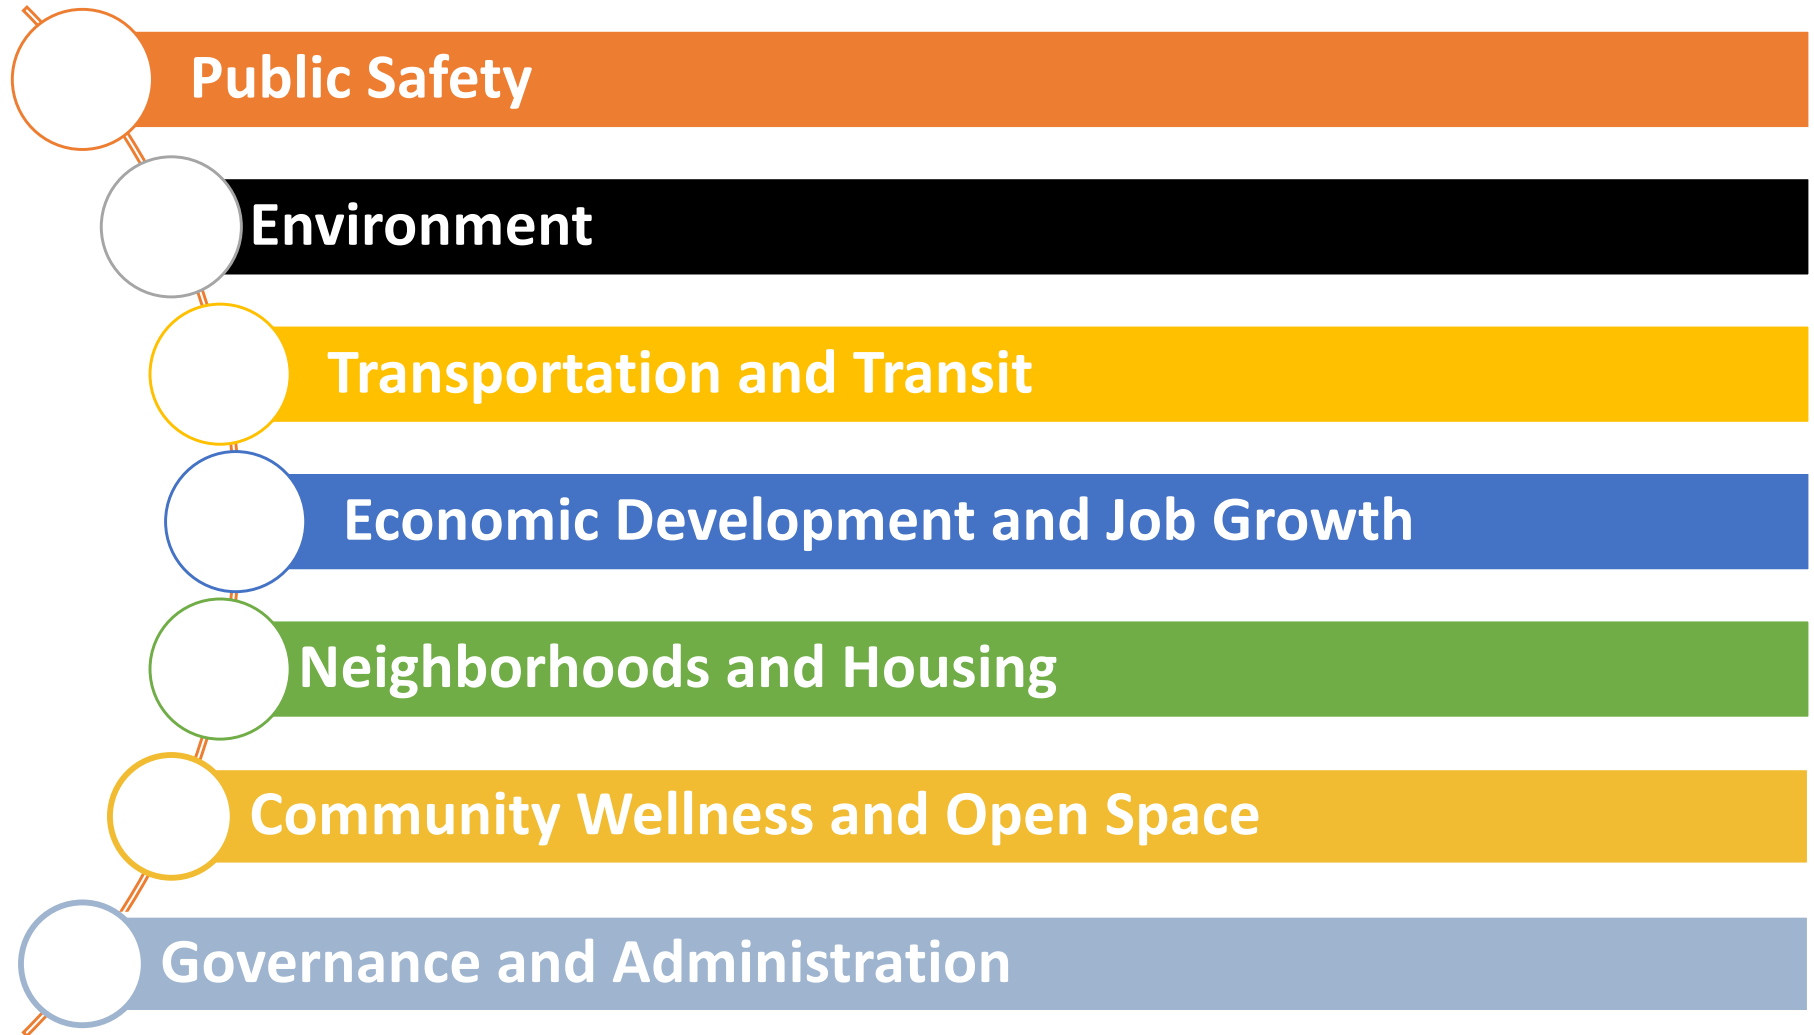 Public Safety
Environment
Transportation and Transit
Economic Development and Job Growth
Neighborhoods and Housing
Community Wellness and Open Space
Governance and Administration